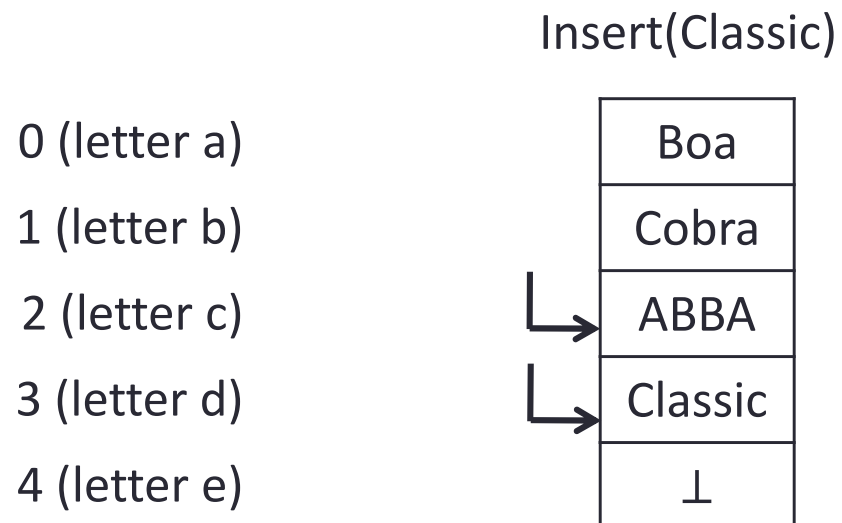 Insert(Classic)
0 (letter a)
Boa
1 (letter b)
Cobra
2 (letter c)
ABBA
3 (letter d)
Classic
4 (letter e)
⊥